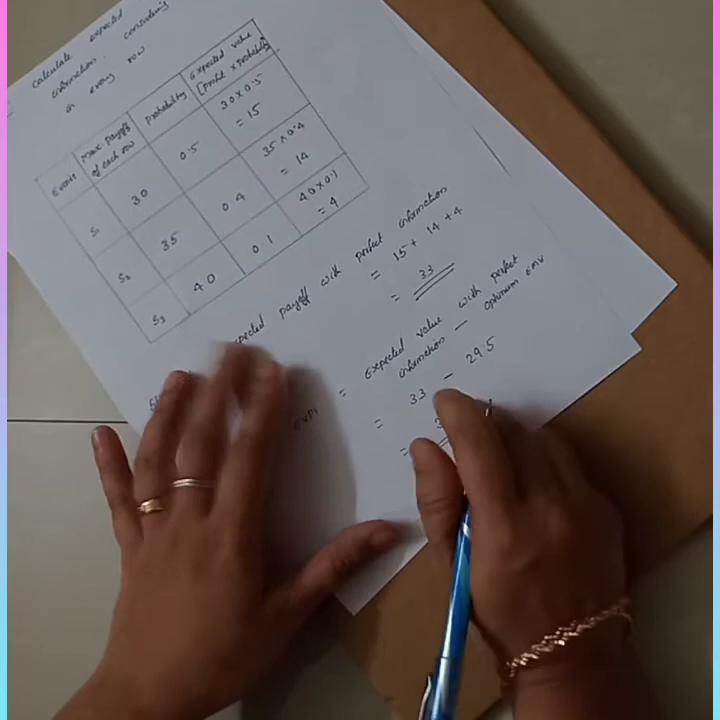 calculate expected
information. considering
in every row
Events
Max. payoff
of each row
Probability
Expected value
[profit x probability]
S₁
30
0.5
30 x 0.5
= 15
S₂
35
0.4
35 x 0.4
= 14
S₃
40
0.1
40 x 0.1
= 4
expected payoff with perfect information
= 15 + 14 + 4
= 33
EVPI = Expected value with perfect
information - optimum EMV
= 33 - 29.5
= 3